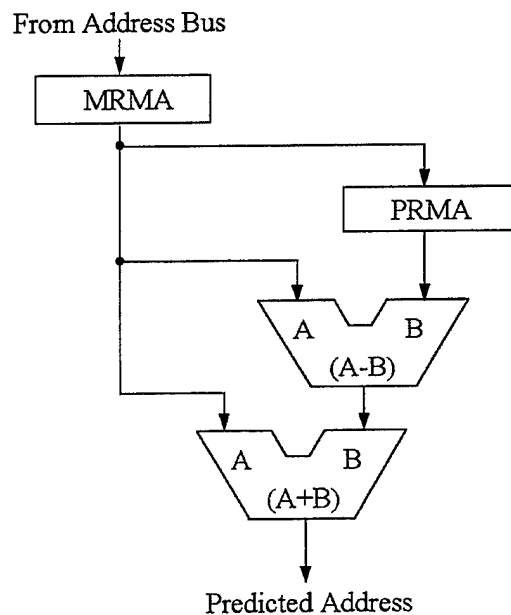 From Address Bus
MRMA
PRMA
A B
(A-B)
A B
(A+B)
Predicted Address